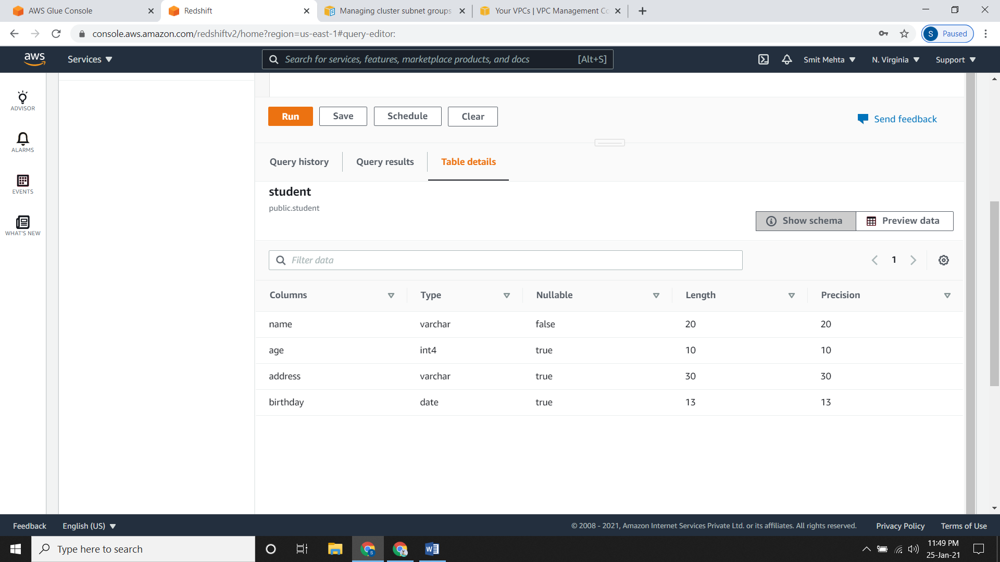 AWS Glue Console
Redshift
Managing cluster subnet groups
Your VPCs | VPC Management Co
console.aws.amazon.com/redshiftv2/home?region=us-east-1#query-editor:
S Paused
aws
Services
Search for services, features, marketplace products, and docs [Alt+S]
Smit Mehta
N. Virginia
Support
ADVISOR
ALARMS
EVENTS
WHAT'S NEW
Run
Save
Schedule
Clear
Send feedback
Query history
Query results
Table details
student
public.student
Show schema
Preview data
Filter data
1
Columns Type Nullable Length Precision
name varchar false 20 20
age int4 true 10 10
address varchar true 30 30
birthday date true 13 13
Feedback
English (US)
© 2008 - 2021, Amazon Internet Services Private Ltd. or its affiliates. All rights reserved.
Privacy Policy
Terms of Use
Type here to search
11:49 PM
25-Jan-21